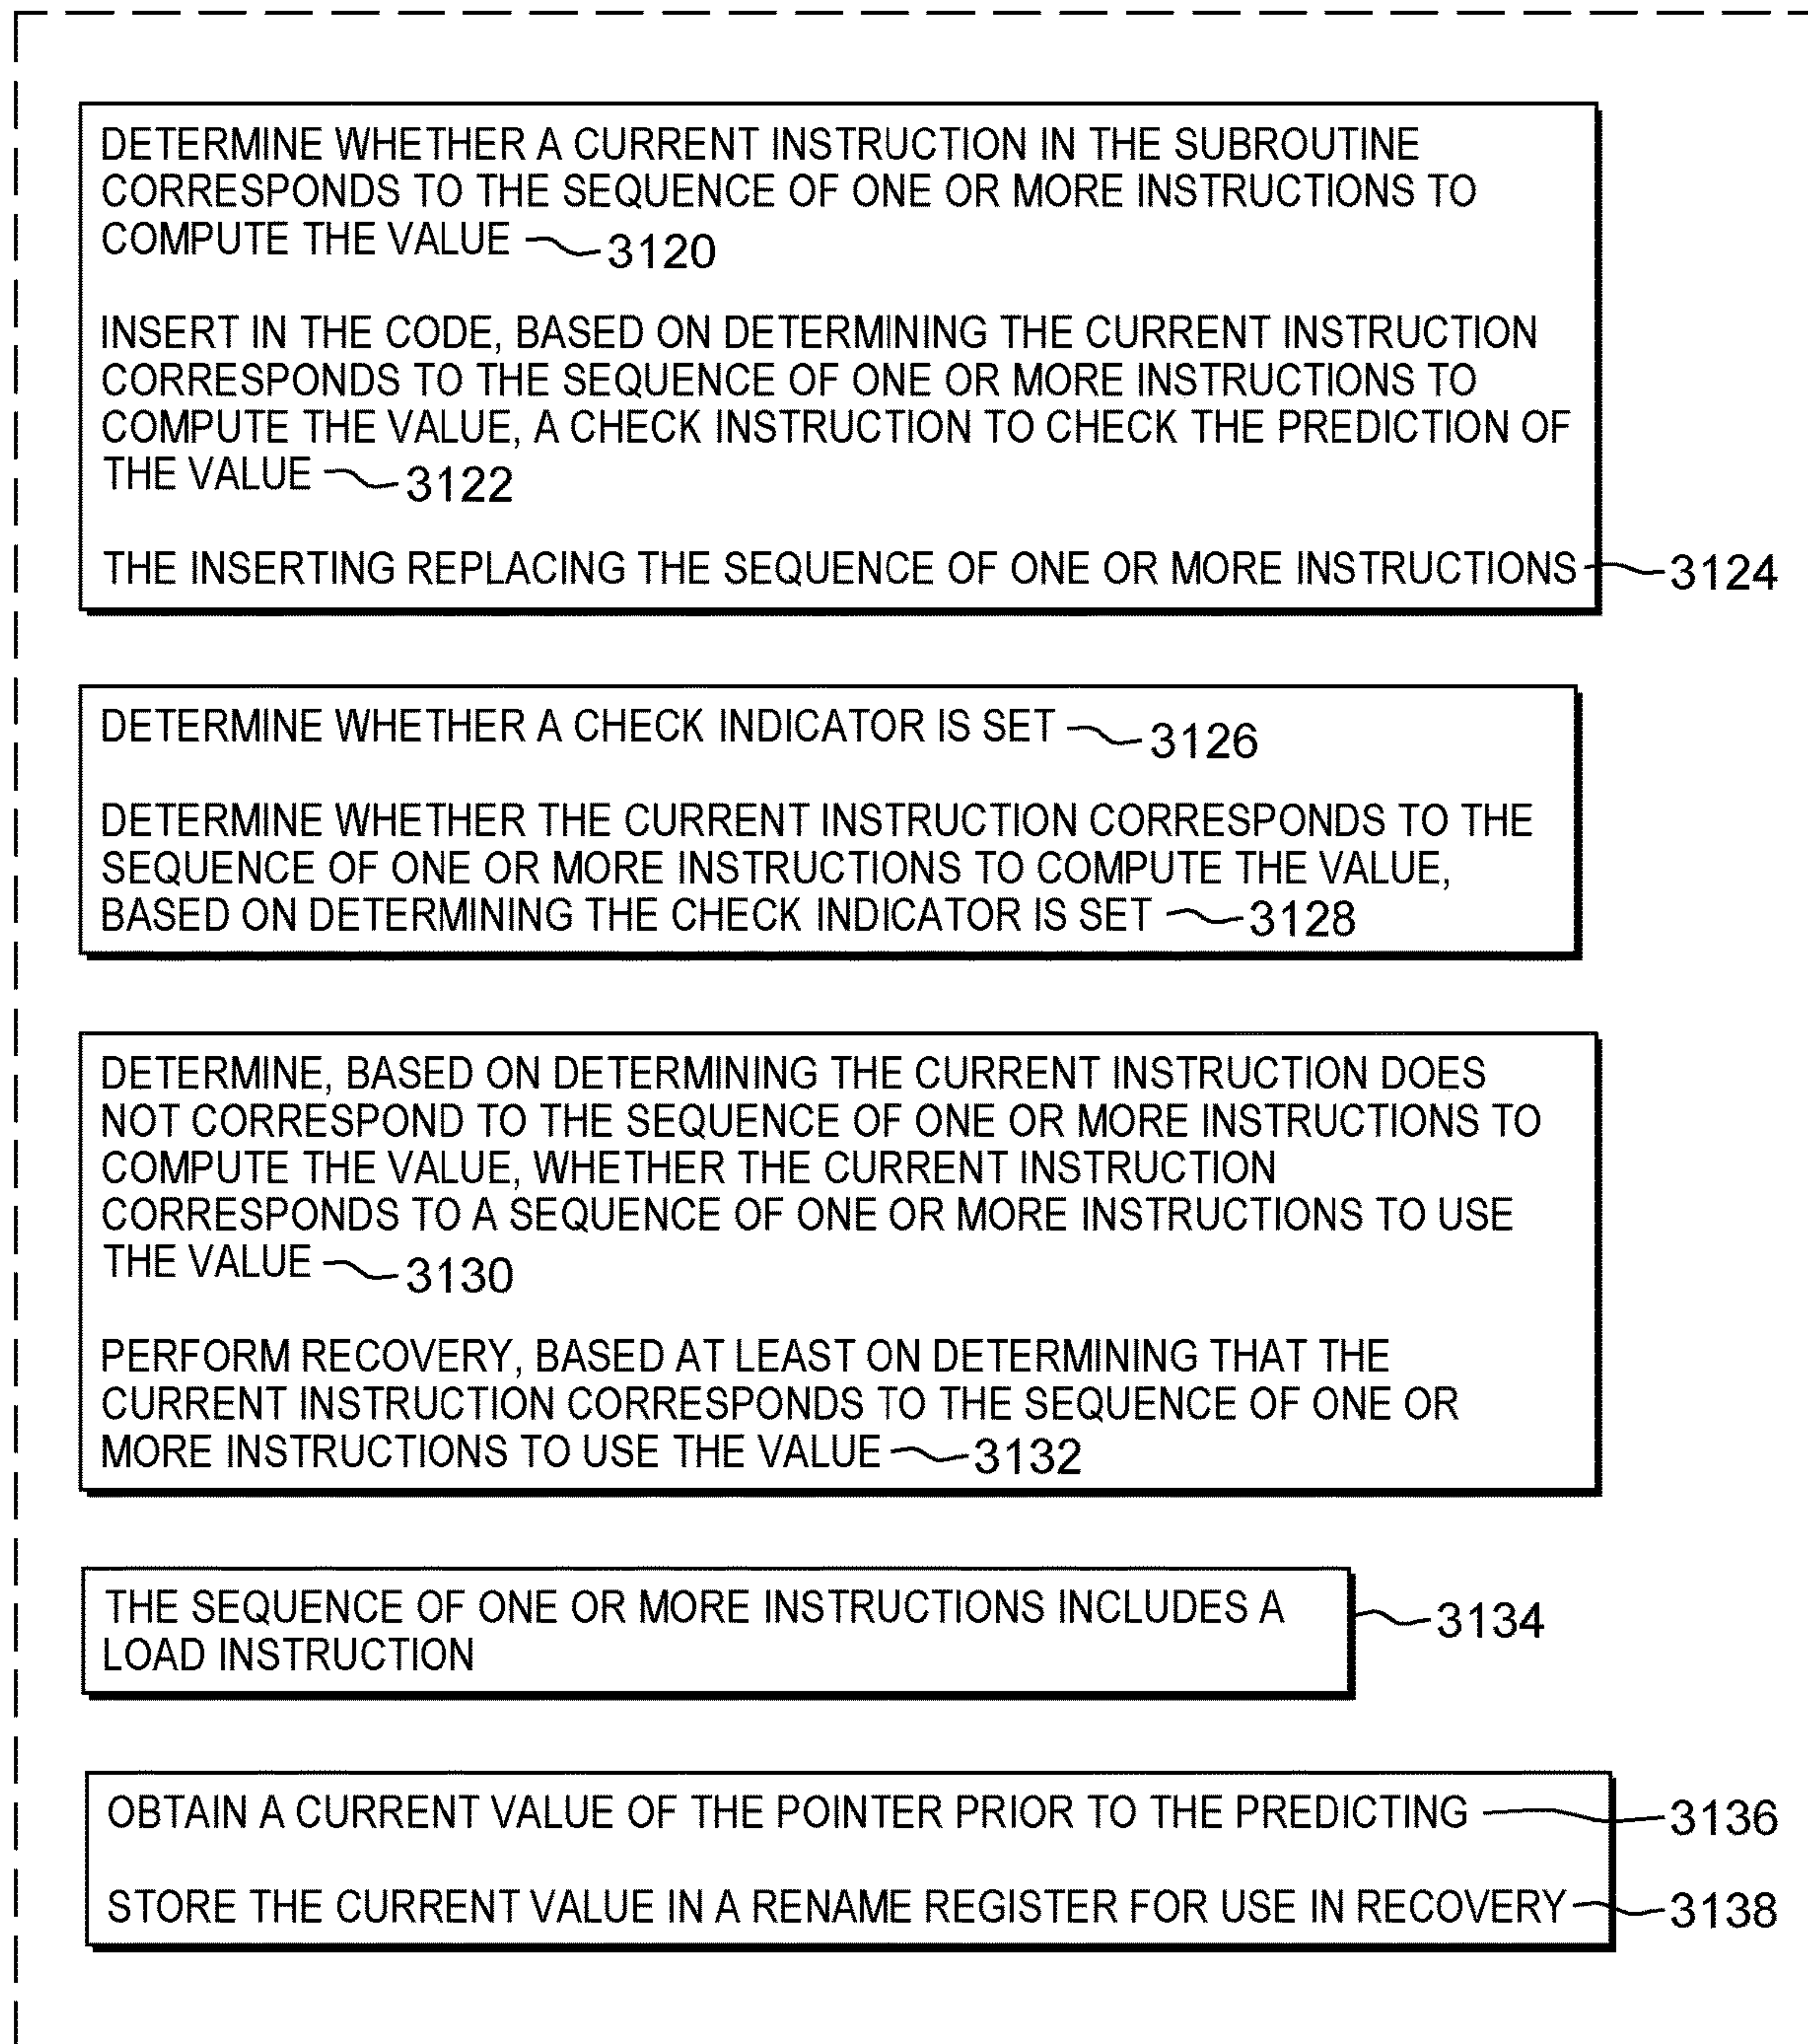 DETERMINE WHETHER A CURRENT INSTRUCTION IN THE SUBROUTINE
CORRESPONDS TO THE SEQUENCE OF ONE OR MORE INSTRUCTIONS TO
COMPUTE THE VALUE 3120
INSERT IN THE CODE, BASED ON DETERMINING THE CURRENT INSTRUCTION
CORRESPONDS TO THE SEQUENCE OF ONE OR MORE INSTRUCTIONS TO
COMPUTE THE VALUE, A CHECK INSTRUCTION TO CHECK THE PREDICTION OF
THE VALUE 3122
THE INSERTING REPLACING THE SEQUENCE OF ONE OR MORE INSTRUCTIONS 3124
DETERMINE WHETHER A CHECK INDICATOR IS SET 3126
DETERMINE WHETHER THE CURRENT INSTRUCTION CORRESPONDS TO THE
SEQUENCE OF ONE OR MORE INSTRUCTIONS TO COMPUTE THE VALUE,
BASED ON DETERMINING THE CHECK INDICATOR IS SET 3128
DETERMINE, BASED ON DETERMINING THE CURRENT INSTRUCTION DOES
NOT CORRESPOND TO THE SEQUENCE OF ONE OR MORE INSTRUCTIONS TO
COMPUTE THE VALUE, WHETHER THE CURRENT INSTRUCTION
CORRESPONDS TO A SEQUENCE OF ONE OR MORE INSTRUCTIONS TO USE
THE VALUE 3130
PERFORM RECOVERY, BASED AT LEAST ON DETERMINING THAT THE
CURRENT INSTRUCTION CORRESPONDS TO THE SEQUENCE OF ONE OR
MORE INSTRUCTIONS TO USE THE VALUE 3132
THE SEQUENCE OF ONE OR MORE INSTRUCTIONS INCLUDES A 3134
LOAD INSTRUCTION
OBTAIN A CURRENT VALUE OF THE POINTER PRIOR TO THE PREDICTING 3136
STORE THE CURRENT VALUE IN A RENAME REGISTER FOR USE IN RECOVERY 3138